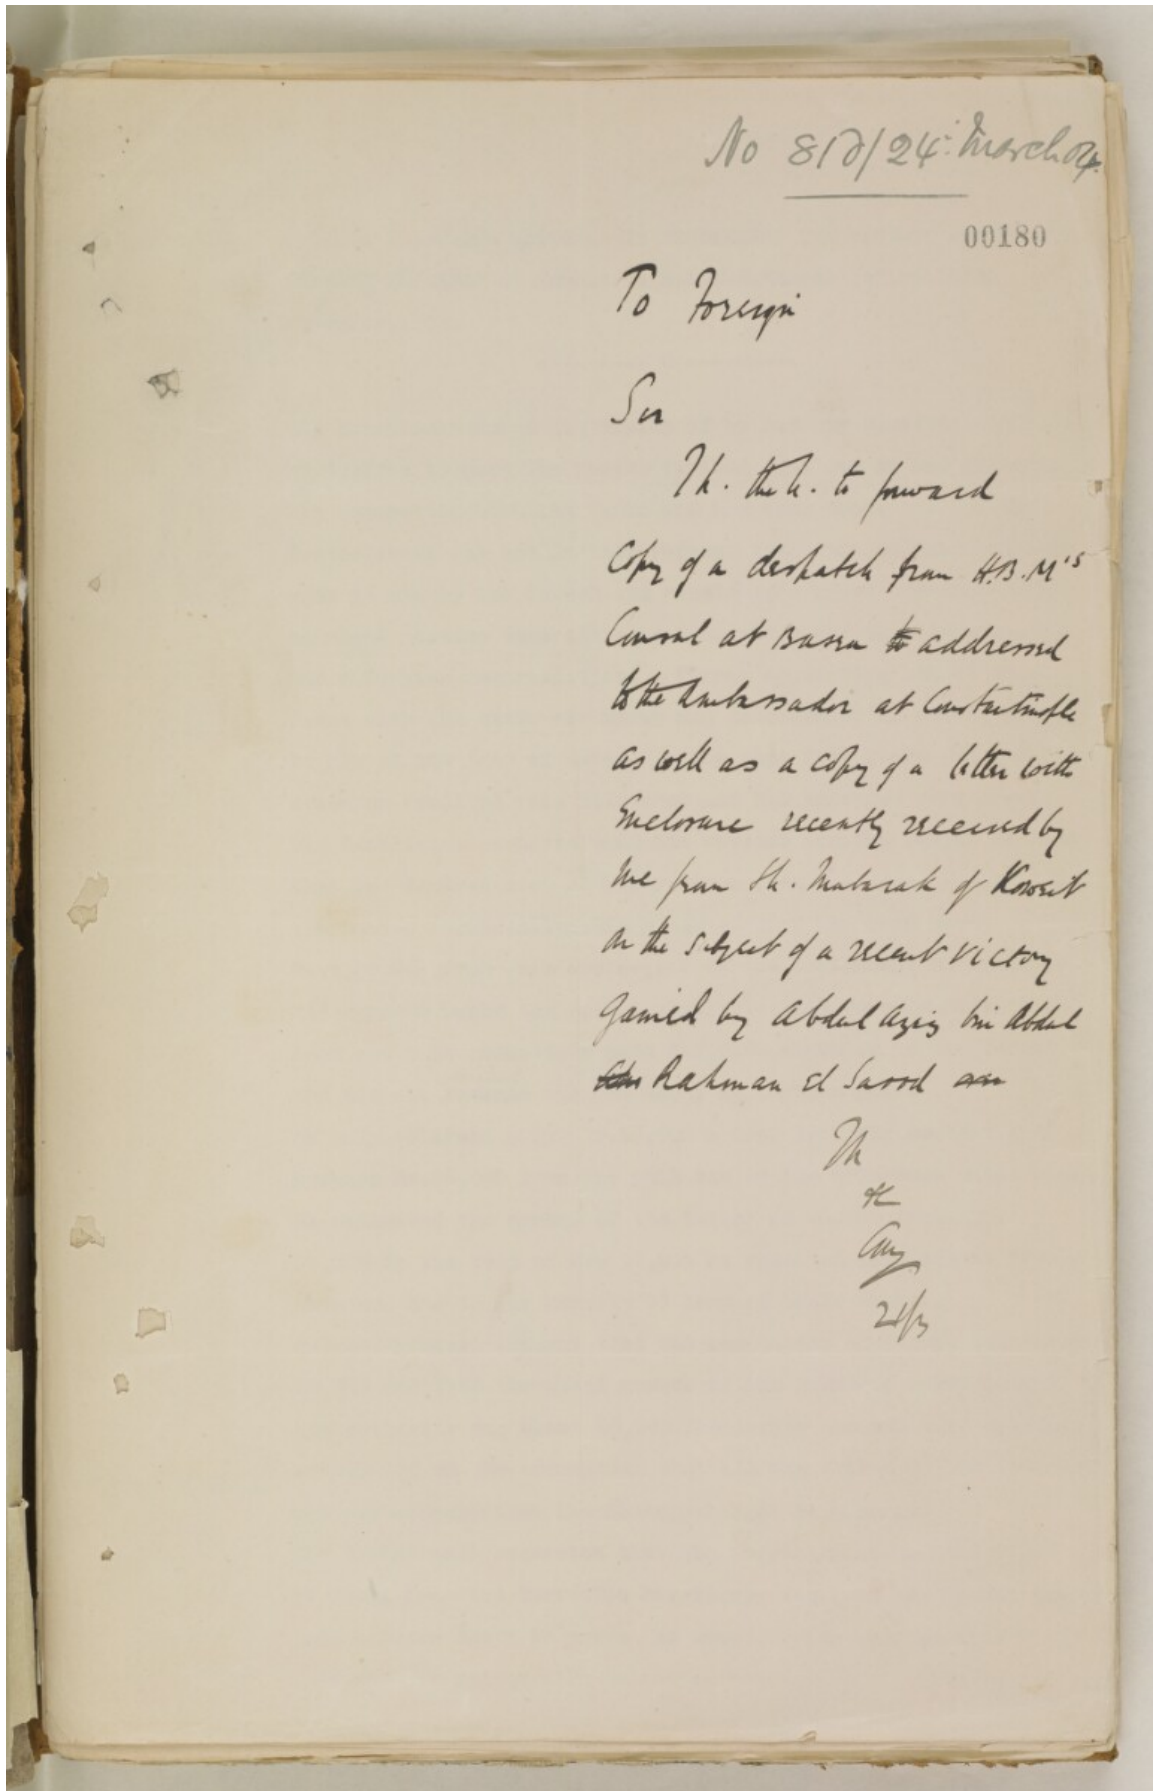 No 81 /24: March 04.
00180
To Foreign
Sir
I h. the h. to forward
Copy of a despatch from H.B.M's
Consul at Basra addressed
to the Ambassador at Constantinople
as well as a copy of a letter with
Enclosure recently received by
me from Sh. Mubarak of Koweit
on the subject of a recent victory
gained by Abdul Aziz bin Abdul
Rahman el Saood
I h
21/3